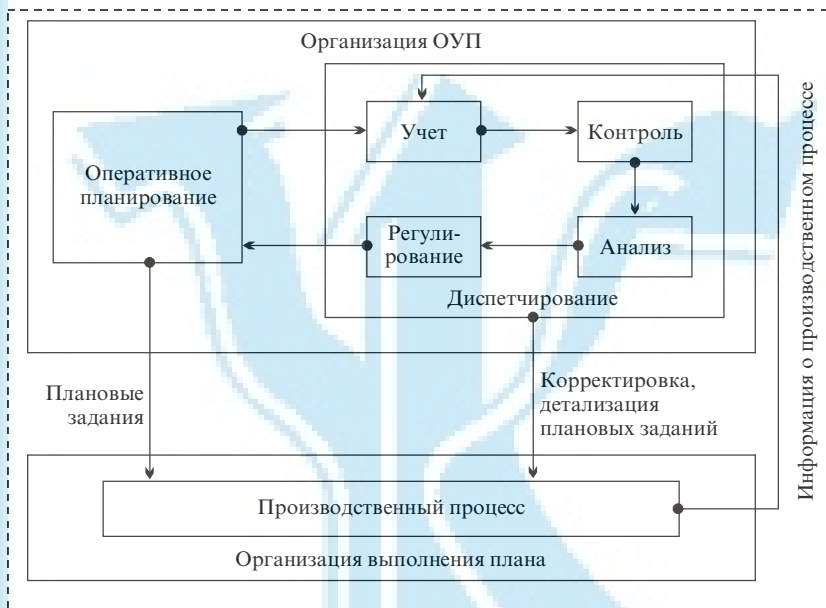 Организация ОУП
Учет
Контроль
Оперативное
планирование
Регули-
рование
Анализ
Диспетчирование
Плановые
задания
Корректировка,
детализация
плановых заданий
Информация о производственном процессе
Производственный процесс
Организация выполнения плана